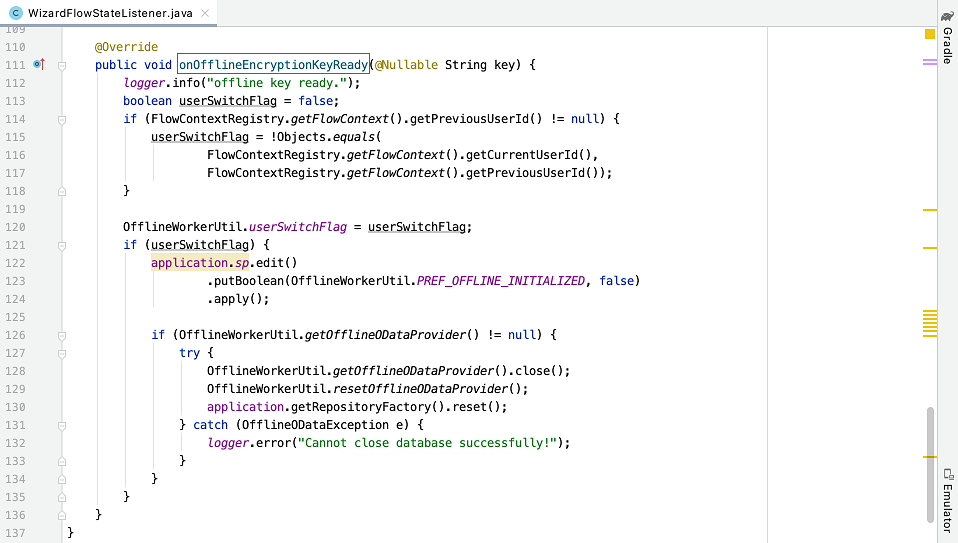 WizardFlowStateListener.java
109
110 @Override
111 public void onOfflineEncryptionKeyReady(@Nullable String key) {
112 logger.info("offline key ready.");
113 boolean userSwitchFlag = false;
114 if (FlowContextRegistry.getFlowContext().getPreviousUserId() != null) {
115 userSwitchFlag = !Objects.equals(
116 FlowContextRegistry.getFlowContext().getCurrentUserId(),
117 FlowContextRegistry.getFlowContext().getPreviousUserId());
118 }
119
120 OfflineWorkerUtil.userSwitchFlag = userSwitchFlag;
121 if (userSwitchFlag) {
122 application.sp.edit()
123 .putBoolean(OfflineWorkerUtil.PREF_OFFLINE_INITIALIZED, false)
124 .apply();
125
126 if (OfflineWorkerUtil.getOfflineODataProvider() != null) {
127 try {
128 OfflineWorkerUtil.getOfflineODataProvider().close();
129 OfflineWorkerUtil.resetOfflineODataProvider();
130 application.getRepositoryFactory().reset();
131 } catch (OfflineODataException e) {
132 logger.error("Cannot close database successfully!");
133 }
134 }
135 }
136 }
137 }
Gradle
Emulator